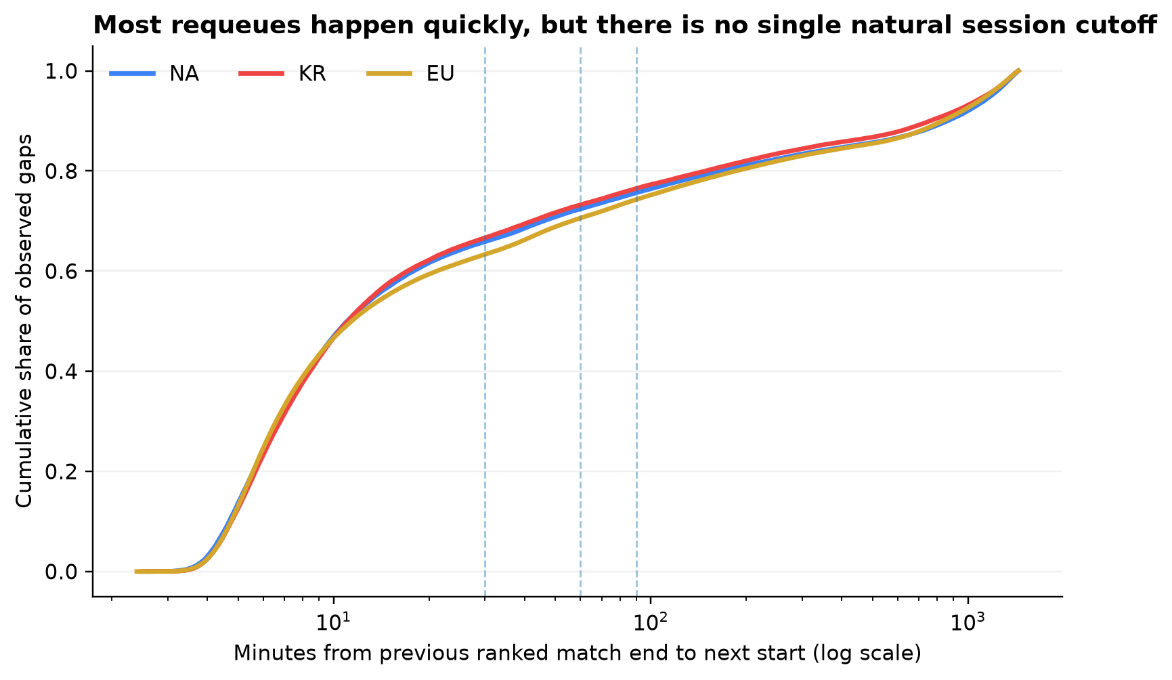 Most requeues happen quickly, but there is no single natural session cutoff
NA KR EU
Cumulative share of observed gaps
1.0
0.8
0.6
0.4
0.2
0.0
10¹ 10² 10³
Minutes from previous ranked match end to next start (log scale)